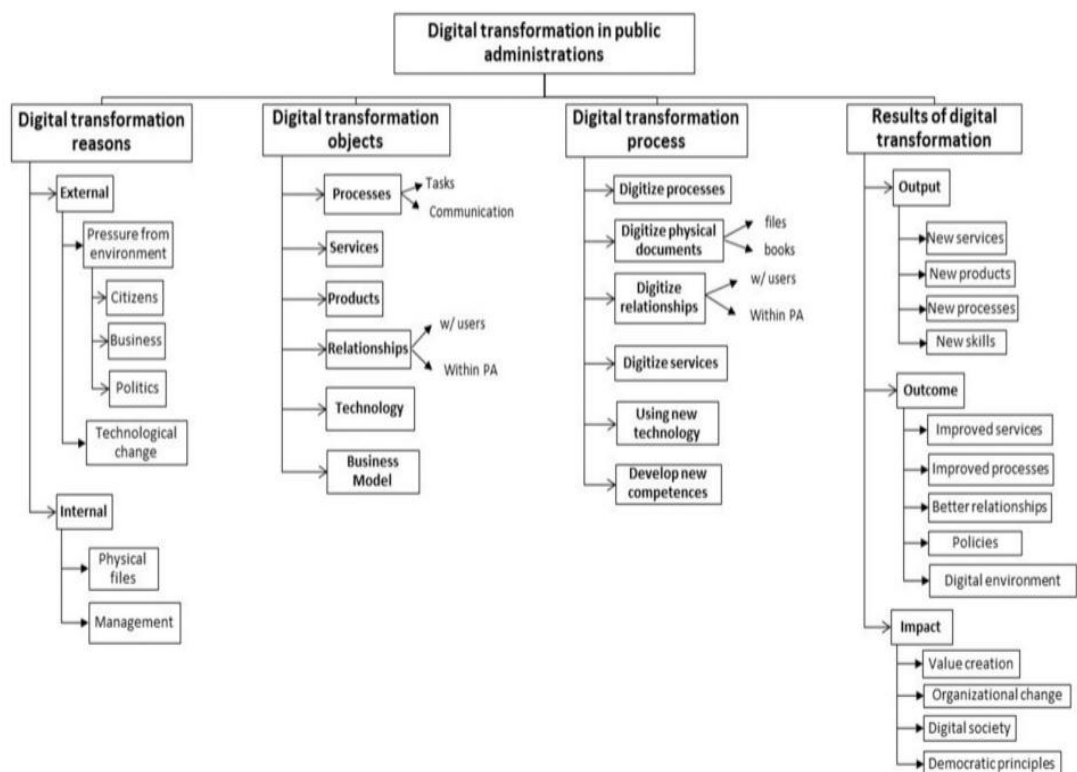 Digital transformation in public
administrations
Digital transformation
reasons
External
Pressure from
environment
Citizens
Business
Politics
Technological
change
Internal
Physical
files
Management
Digital transformation
objects
Processes
Tasks
Communication
Services
Products
Relationships
w/ users
Within PA
Technology
Business
Model
Digital transformation
process
Digitize processes
Digitize physical
documents
files
books
Digitize
relationships
w/ users
Within PA
Digitize services
Using new
technology
Develop new
competences
Results of digital
transformation
Output
New services
New products
New processes
New skills
Outcome
Improved services
Improved processes
Better relationships
Policies
Digital environment
Impact
Value creation
Organizational change
Digital society
Democratic principles